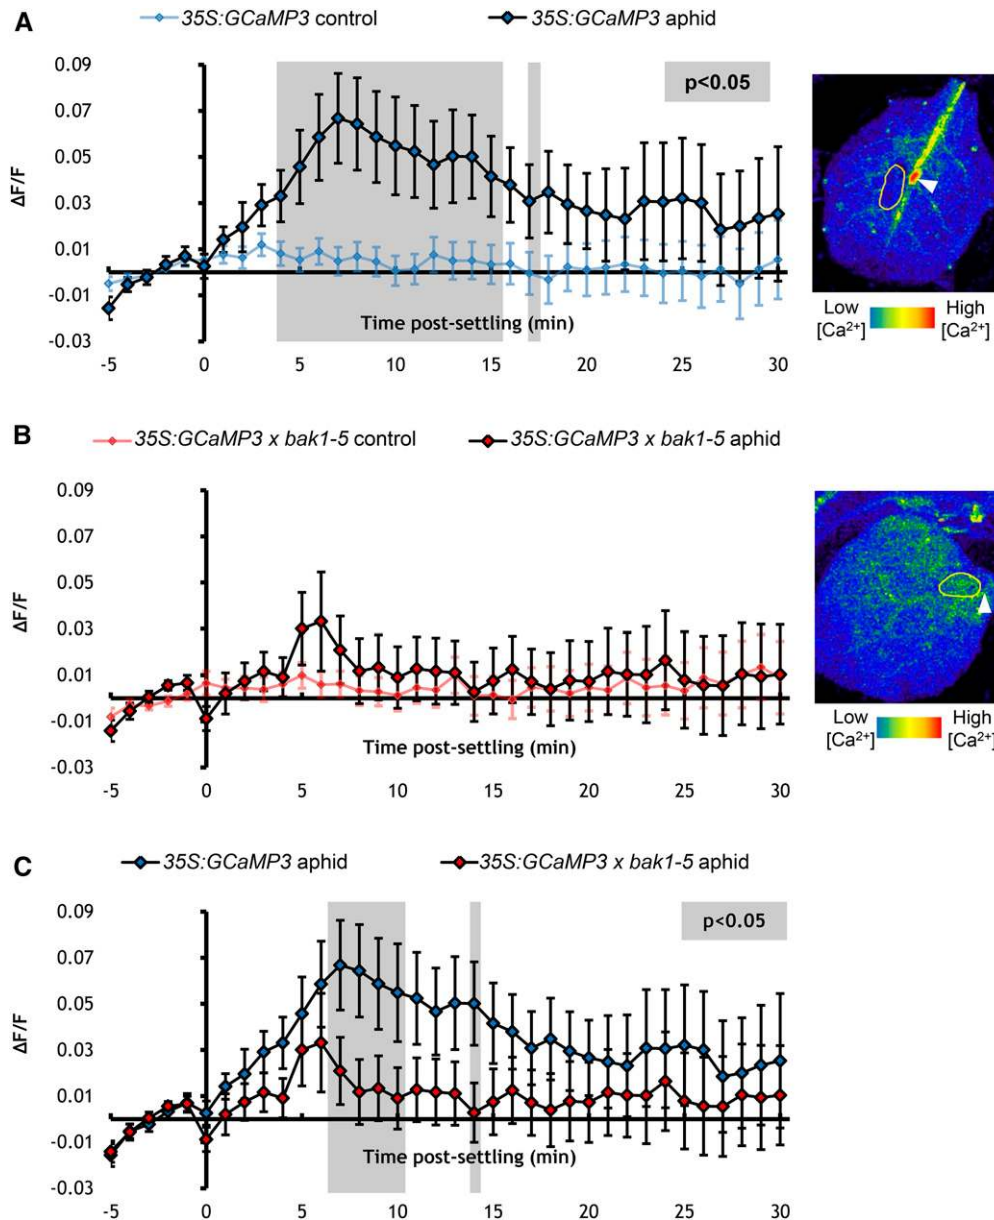 A
35S:GCaMP3 control
35S:GCaMP3 aphid
0.09
0.07
0.05
0.03
0.01
-0.01
-0.03
ΔF/F
p<0.05
Time post-settling (min)
-5 0 5 10 15 20 25 30
Low [Ca²⁺]
High [Ca²⁺]
B
35S:GCaMP3 x bak1-5 control
35S:GCaMP3 x bak1-5 aphid
0.09
0.07
0.05
0.03
0.01
-0.01
-0.03
ΔF/F
Time post-settling (min)
-5 0 5 10 15 20 25 30
Low [Ca²⁺]
High [Ca²⁺]
C
35S:GCaMP3 aphid
35S:GCaMP3 x bak1-5 aphid
0.09
0.07
0.05
0.03
0.01
-0.01
-0.03
ΔF/F
p<0.05
Time post-settling (min)
-5 0 5 10 15 20 25 30